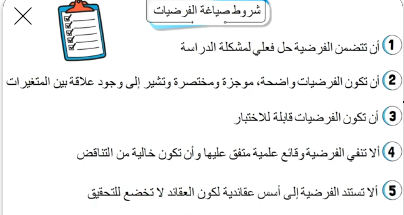 شروط صياغة الفرضيات
1 أن تتضمن الفرضية حل فعلي لمشكلة الدراسة
2 أن تكون الفرضيات واضحة، موجزة ومختصرة وتشير إلى وجود علاقة بين المتغيرات
3 أن تكون الفرضيات قابلة للاختبار
4 ألا تنفي الفرضية وقائع علمية متفق عليها وأن تكون خالية من التناقض
5 ألا تستند الفرضية إلى أسس عقائدية لكون العقائد لا تخضع للتحقيق